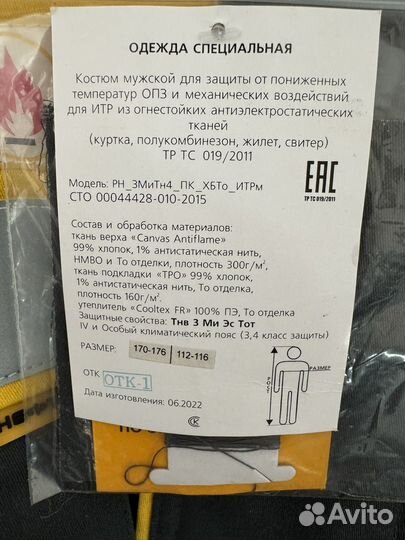 ОДЕЖДА СПЕЦИАЛЬНАЯ
Костюм мужской для защиты от пониженных
температур ОПЗ и механических воздействий
для ИТР из огнестойких антиэлектростатических
тканей
(куртка, полукомбинезон, жилет, свитер)
ТР ТС 019/2011
Модель: РН_ЗМиТн4_ПК_ХБТо_ИТРм
СТО 00044428-010-2015
ЕАС
ТР ТС 019/2011
Состав и обработка материалов:
ткань верха «Canvas Antiflame»
99% хлопок, 1% антистатическая нить,
НМВО и То отделки, плотность 300г/м²,
ткань подкладки «ТРО» 99% хлопок,
1% антистатическая нить, То отделка,
плотность 160г/м².
утеплитель «Cooltex FR» 100% ПЭ, То отделка
Защитные свойства: Тнв З Ми Эс Тот
IV и Особый климатический пояс (3,4 класс защиты)
РАЗМЕР: 170-176 112-116
РАЗМЕР
РОСТ
ОТК ОТК-1
Дата изготовления: 06.2022
Avito